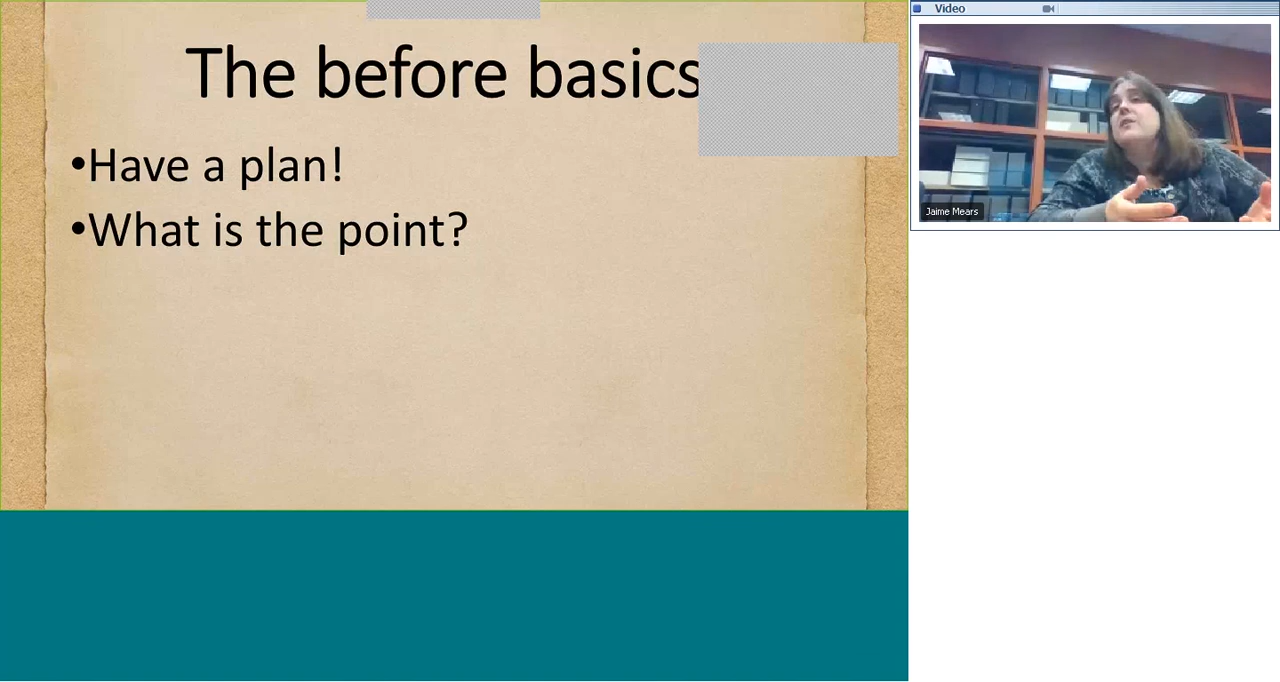 The before basics
•Have a plan!
•What is the point?
Video
Jaime Mears